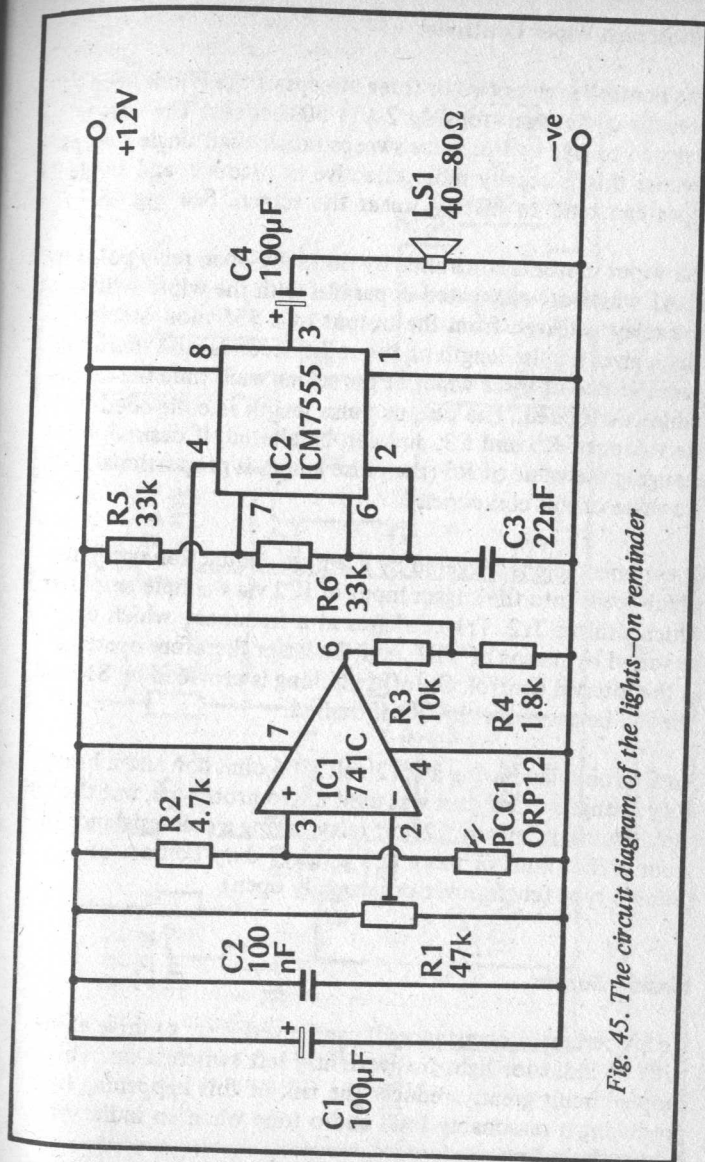 +12V
C1
100µF
+
C2
100
nF
R1
47k
R2
4.7k
3
2
+
−
7
4
6
IC1
741C
PCC1
ORP12
R3
10k
R4
1.8k
R5
33k
R6
33k
C3
22nF
4
8
7
6
2
1
3
IC2
ICM7555
+
C4
100µF
LS1
40–80Ω
−ve
Fig. 45. The circuit diagram of the lights-on reminder